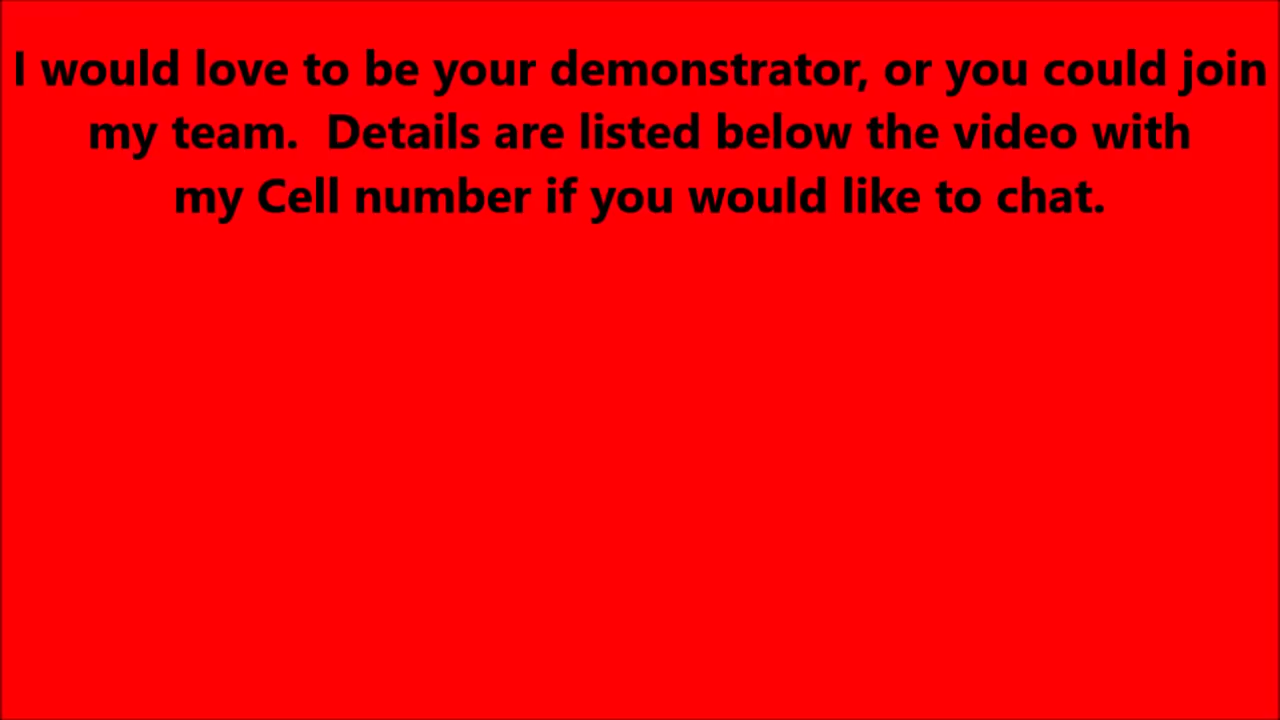 I would love to be your demonstrator, or you could join
my team.  Details are listed below the video with
my Cell number if you would like to chat.